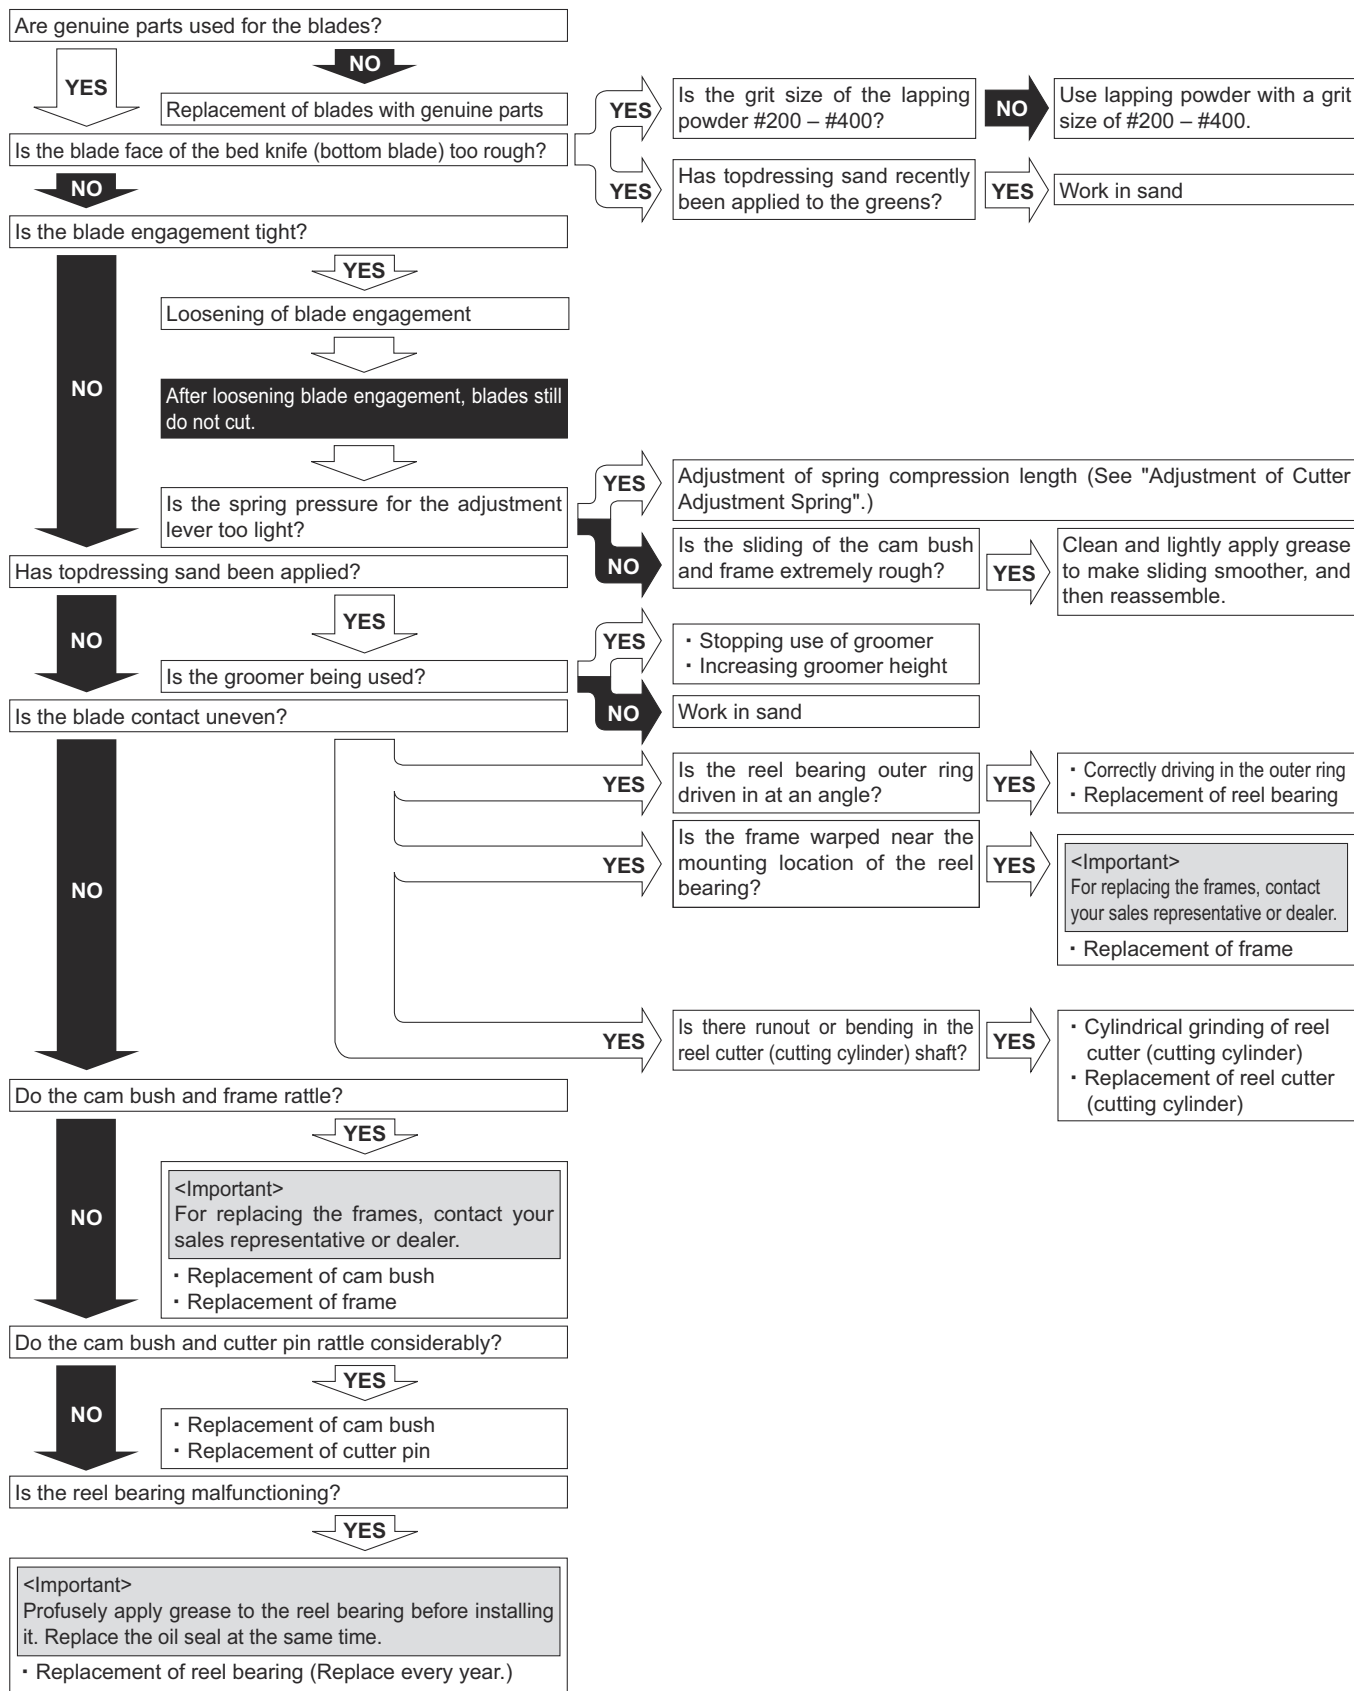 Are genuine parts used for the blades?
YES
NO
Replacement of blades with genuine parts
Is the blade face of the bed knife (bottom blade) too rough?
YES
Is the grit size of the lapping
powder #200 – #400?
NO
Use lapping powder with a grit
size of #200 – #400.
YES
Has topdressing sand recently
been applied to the greens?
YES
Work in sand
NO
Is the blade engagement tight?
YES
Loosening of blade engagement
NO
After loosening blade engagement, blades still
do not cut.
Is the spring pressure for the adjustment
lever too light?
YES
Adjustment of spring compression length (See "Adjustment of Cutter
Adjustment Spring".)
NO
Is the sliding of the cam bush
and frame extremely rough?
YES
Clean and lightly apply grease
to make sliding smoother, and
then reassemble.
Has topdressing sand been applied?
NO
YES
Is the groomer being used?
YES
・Stopping use of groomer
・Increasing groomer height
NO
Work in sand
Is the blade contact uneven?
NO
YES
Is the reel bearing outer ring
driven in at an angle?
YES
・Correctly driving in the outer ring
・Replacement of reel bearing
YES
Is the frame warped near the
mounting location of the reel
bearing?
YES
<Important>
For replacing the frames, contact
your sales representative or dealer.
・Replacement of frame
YES
Is there runout or bending in the
reel cutter (cutting cylinder) shaft?
YES
・Cylindrical grinding of reel
cutter (cutting cylinder)
・Replacement of reel cutter
(cutting cylinder)
Do the cam bush and frame rattle?
NO
YES
<Important>
For replacing the frames, contact your
sales representative or dealer.
・Replacement of cam bush
・Replacement of frame
Do the cam bush and cutter pin rattle considerably?
NO
YES
・Replacement of cam bush
・Replacement of cutter pin
Is the reel bearing malfunctioning?
YES
<Important>
Profusely apply grease to the reel bearing before installing
it. Replace the oil seal at the same time.
・Replacement of reel bearing (Replace every year.)